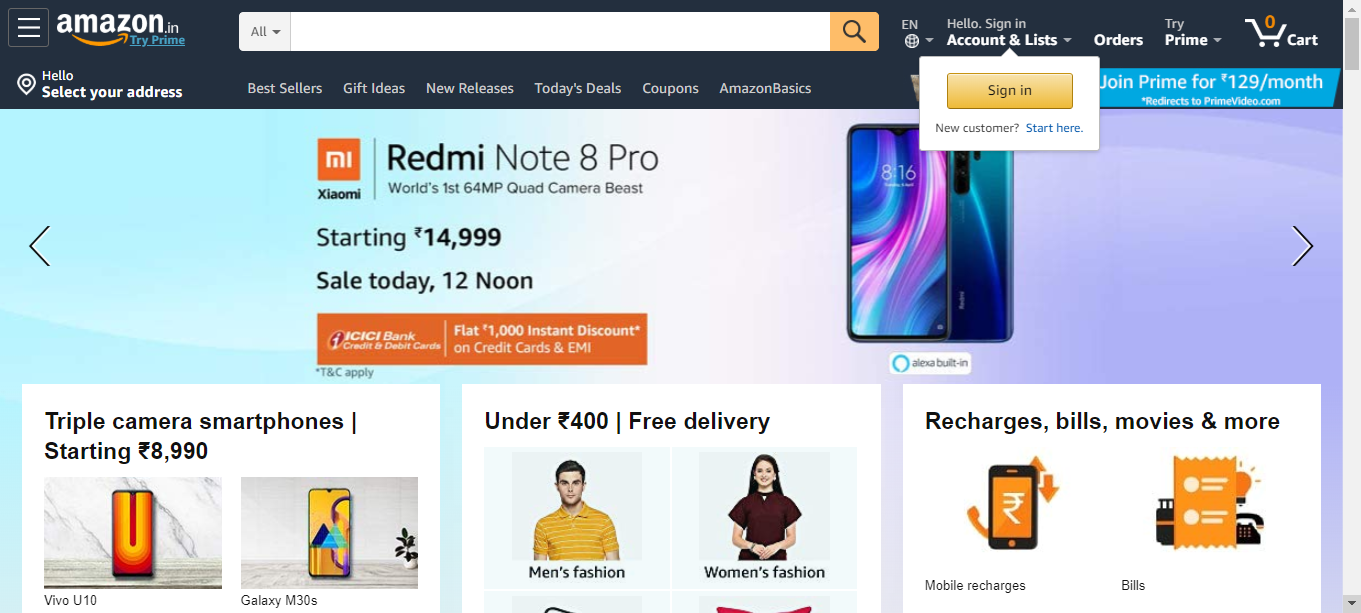 amazon.in
Try Prime
All
EN
Hello. Sign in
Account & Lists
Orders
Try
Prime
0
Cart
Hello
Select your address
Best Sellers
Gift Ideas
New Releases
Today's Deals
Coupons
AmazonBasics
Join Prime for ₹129/month
*Redirects to PrimeVideo.com
Sign in
New customer? Start here.
mi
Xiaomi
Redmi Note 8 Pro
World's 1st 64MP Quad Camera Beast
Starting ₹14,999
Sale today, 12 Noon
ICICI Bank
Credit & Debit Cards
Flat ₹1,000 Instant Discount*
on Credit Cards & EMI
*T&C apply
8:16
Redmi
alexa built-in
Triple camera smartphones |
Starting ₹8,990
Vivo U10
Galaxy M30s
Under ₹400 | Free delivery
Men's fashion
Women's fashion
Recharges, bills, movies & more
₹
Mobile recharges
Bills